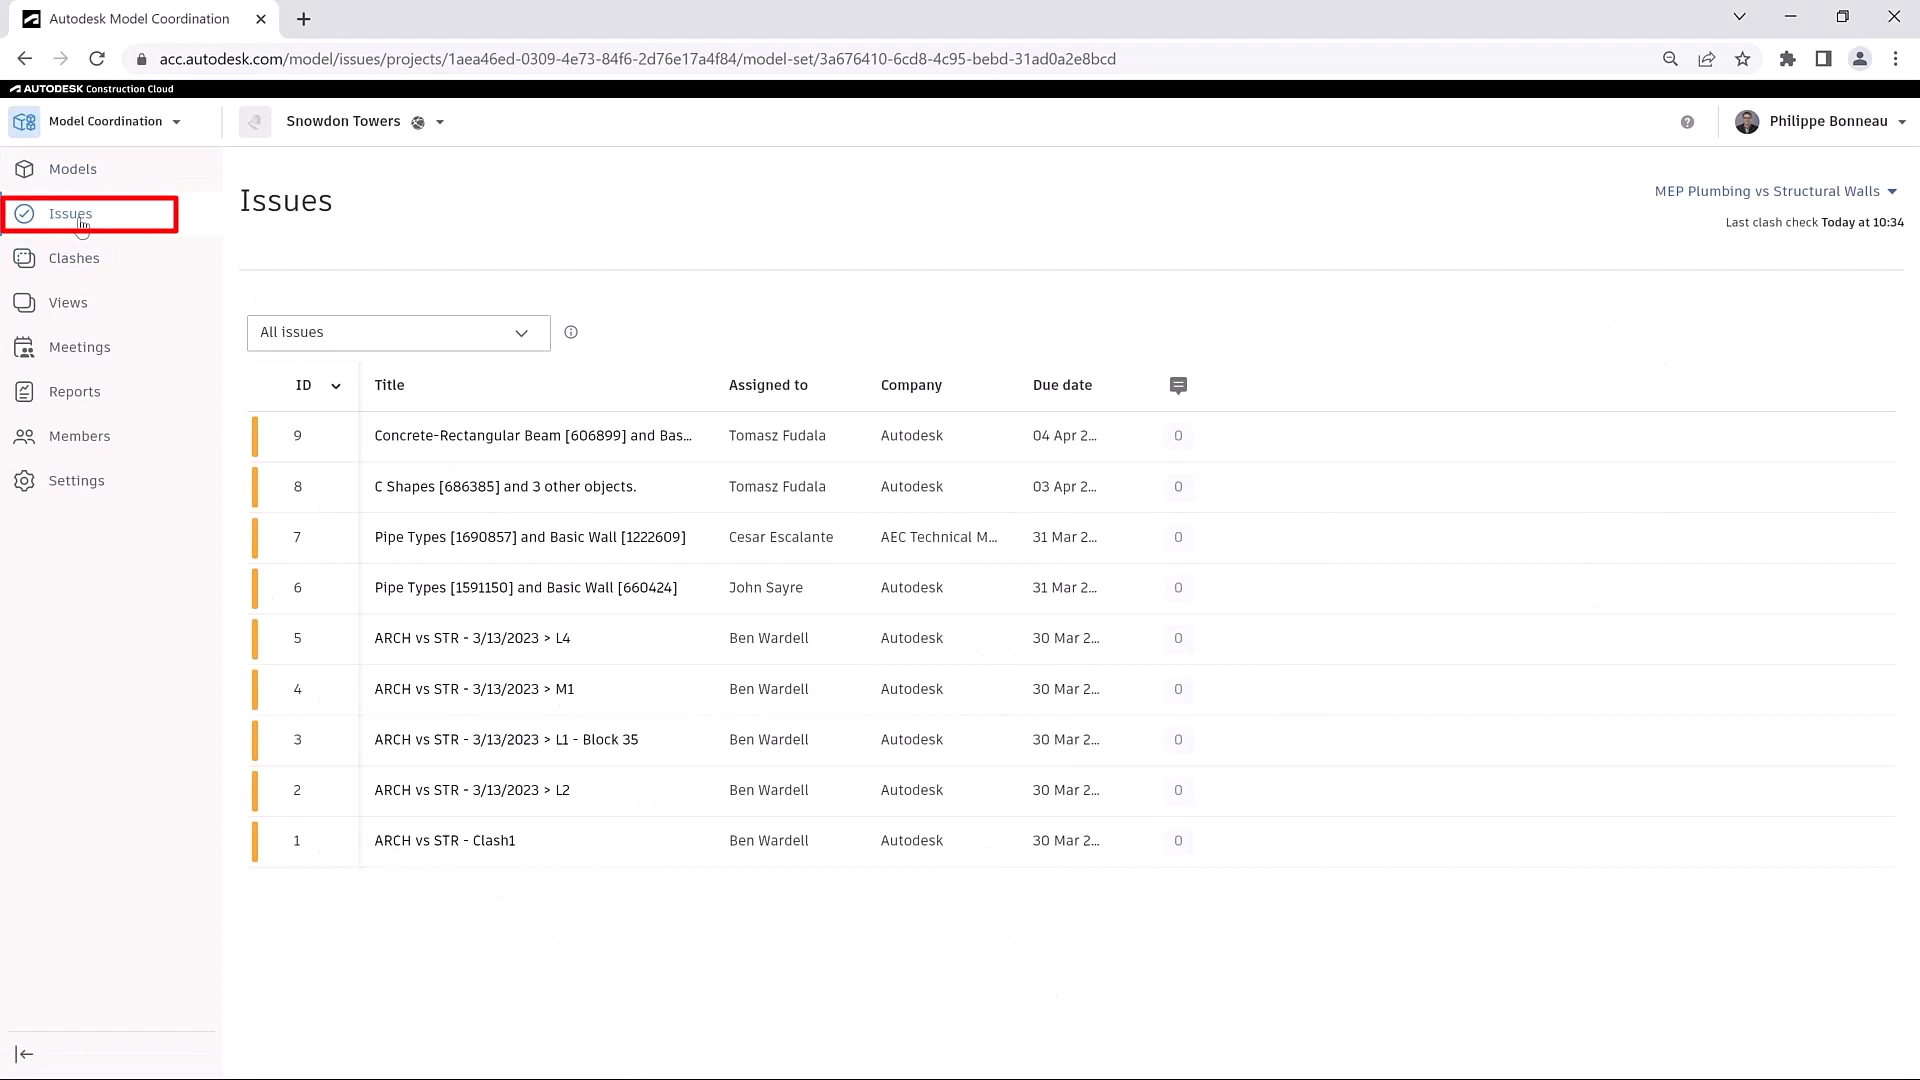 Autodesk Model Coordination
acc.autodesk.com/model/issues/projects/1aea46ed-0309-4e73-84f6-2d76e17a4f84/model-set/3a676410-6cd8-4c95-bebd-31ad0a2e8bcd
AUTODESK Construction Cloud
Model Coordination
Snowdon Towers
Philippe Bonneau
Models
Issues
Clashes
Views
Meetings
Reports
Members
Settings
Issues
MEP Plumbing vs Structural Walls
Last clash check Today at 10:34
All issues
ID Title Assigned to Company Due date
9 Concrete-Rectangular Beam [606899] and Bas... Tomasz Fudala Autodesk 04 Apr 2... 0
8 C Shapes [686385] and 3 other objects. Tomasz Fudala Autodesk 03 Apr 2... 0
7 Pipe Types [1690857] and Basic Wall [1222609] Cesar Escalante AEC Technical M... 31 Mar 2... 0
6 Pipe Types [1591150] and Basic Wall [660424] John Sayre Autodesk 31 Mar 2... 0
5 ARCH vs STR - 3/13/2023 > L4 Ben Wardell Autodesk 30 Mar 2... 0
4 ARCH vs STR - 3/13/2023 > M1 Ben Wardell Autodesk 30 Mar 2... 0
3 ARCH vs STR - 3/13/2023 > L1 - Block 35 Ben Wardell Autodesk 30 Mar 2... 0
2 ARCH vs STR - 3/13/2023 > L2 Ben Wardell Autodesk 30 Mar 2... 0
1 ARCH vs STR - Clash1 Ben Wardell Autodesk 30 Mar 2... 0